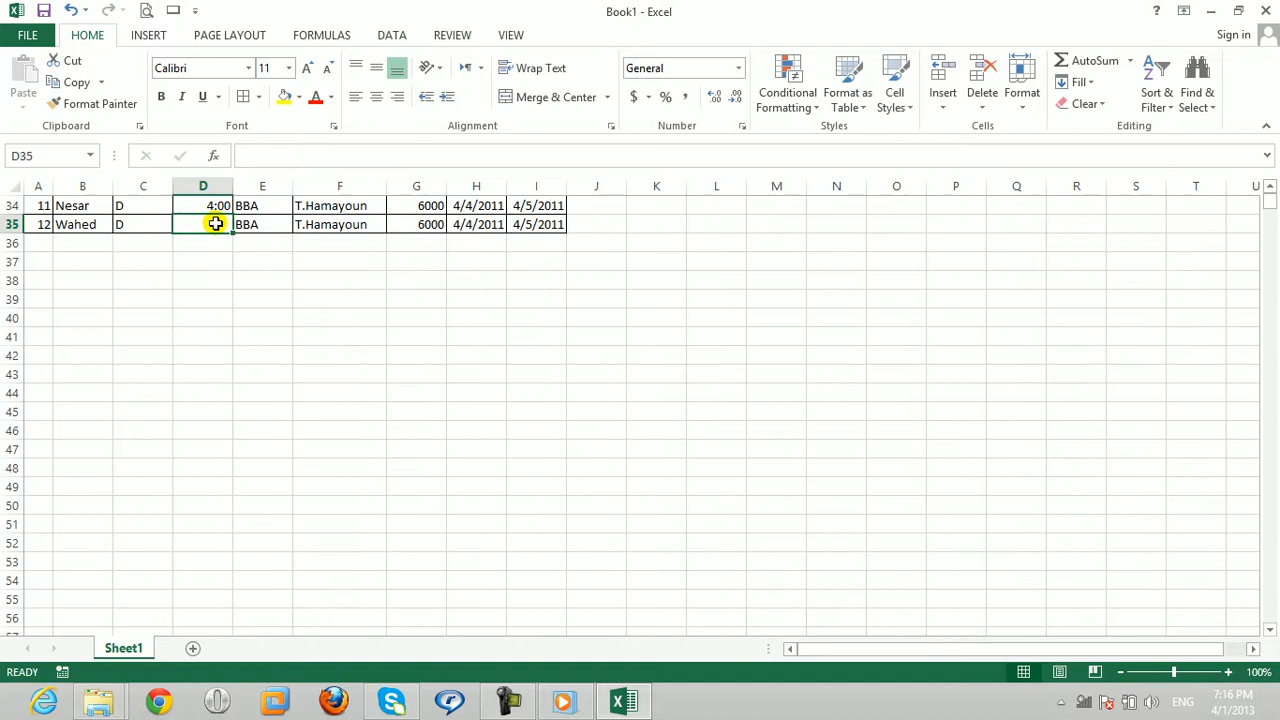 Book1 - Excel
?
FILE
HOME
INSERT
PAGE LAYOUT
FORMULAS
DATA
REVIEW
VIEW
Sign in
Paste
Cut
Copy
Format Painter
Calibri
11
B I U
Wrap Text
Merge & Center
General
$ % ,
Conditional Formatting
Format as Table
Cell Styles
Insert
Delete
Format
AutoSum
Fill
Clear
Sort & Filter
Find & Select
Clipboard
Font
Alignment
Number
Styles
Cells
Editing
D35
fx
A B C D E F G H I J K L M N O P Q R S T U
34 11 Nesar D 4:00 BBA T.Hamayoun 6000 4/4/2011 4/5/2011
35 12 Wahed D BBA T.Hamayoun 6000 4/4/2011 4/5/2011
36
37
38
39
40
41
42
43
44
45
46
47
48
49
50
51
52
53
54
55
56
57
Sheet1
READY
100%
ENG
7:16 PM
4/1/2013